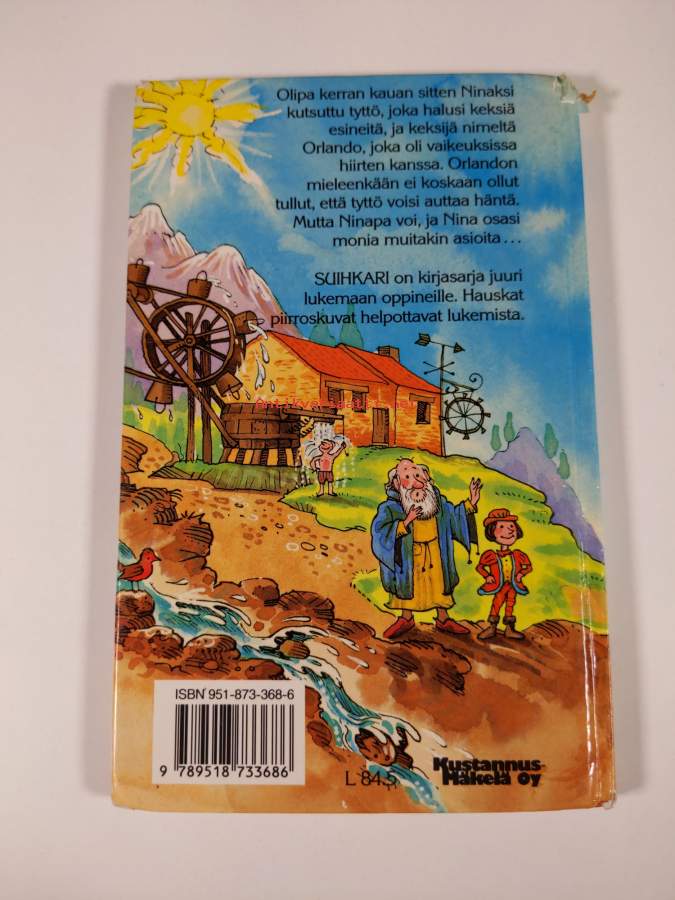 Olipa kerran kauan sitten Ninaksi
kutsuttu tyttö, joka halusi keksiä
esineitä, ja keksijä nimeltä
Orlando, joka oli vaikeuksissa
hiirten kanssa. Orlandon
mieleenkään ei koskaan ollut
tullut, että tyttö voisi auttaa häntä.
Mutta Ninapa voi, ja Nina osasi
monia muitakin asioita...
SUIHKARI on kirjasarja juuri
lukemaan oppineille. Hauskat
piirroskuvat helpottavat lukemista.
ISBN 951-873-368-6
9 789518 733686
L 84.5
Kustannus-
Mäkelä Oy